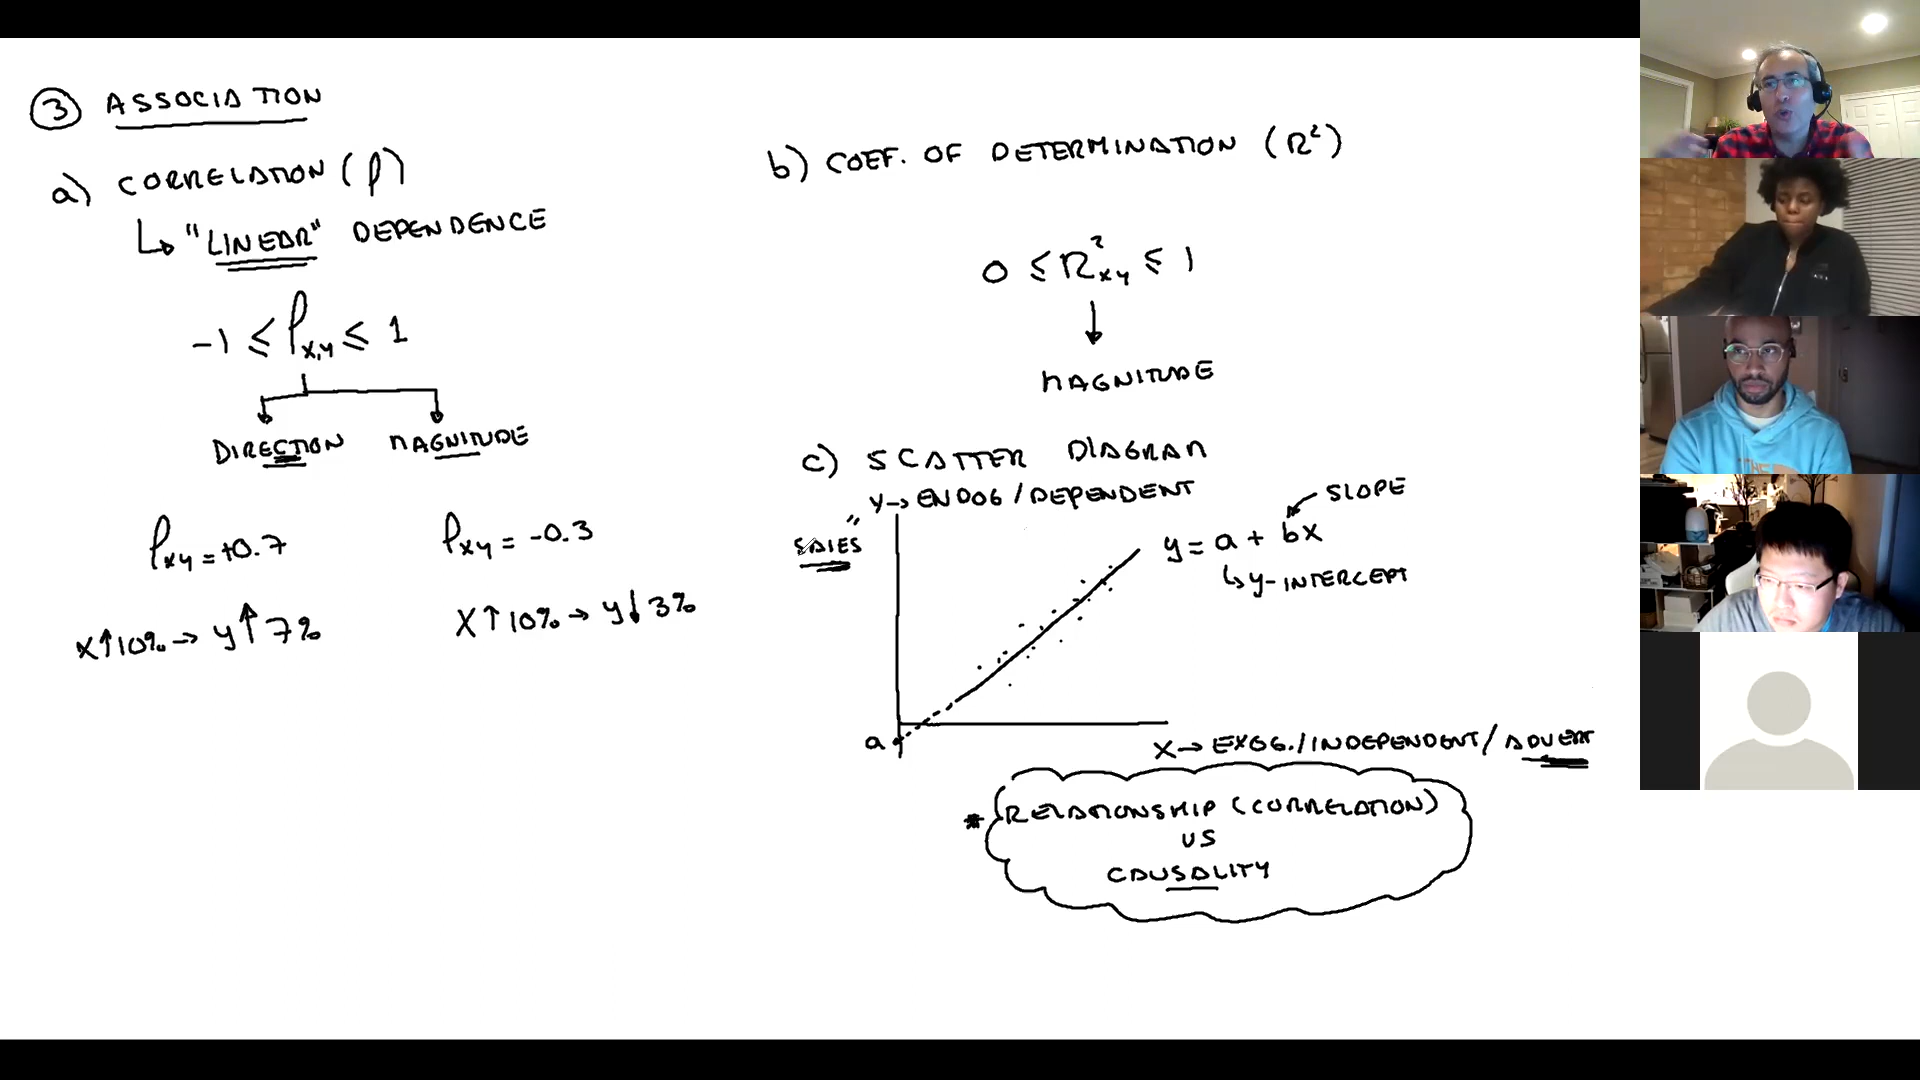 3 ASSOCIATION
a) CORRELATION (ρ)
↳ "LINEAR" DEPENDENCE
-1 ≤ ρx,y ≤ 1
DIRECTION MAGNITUDE
ρxy = +0.7 ρxy = -0.3
x↑10% → y↑7% x↑10% → y↓3%
b) COEF. OF DETERMINATION (R²)
0 ≤ R²xy ≤ 1
MAGNITUDE
c) SCATTER DIAGRAM
y → ENDOG / DEPENDENT
SALES
SLOPE
y = a + bx
↳ y-INTERCEPT
a
X → EXOG. / INDEPENDENT / ADVERT
* RELATIONSHIP (CORRELATION)
VS
CAUSALITY